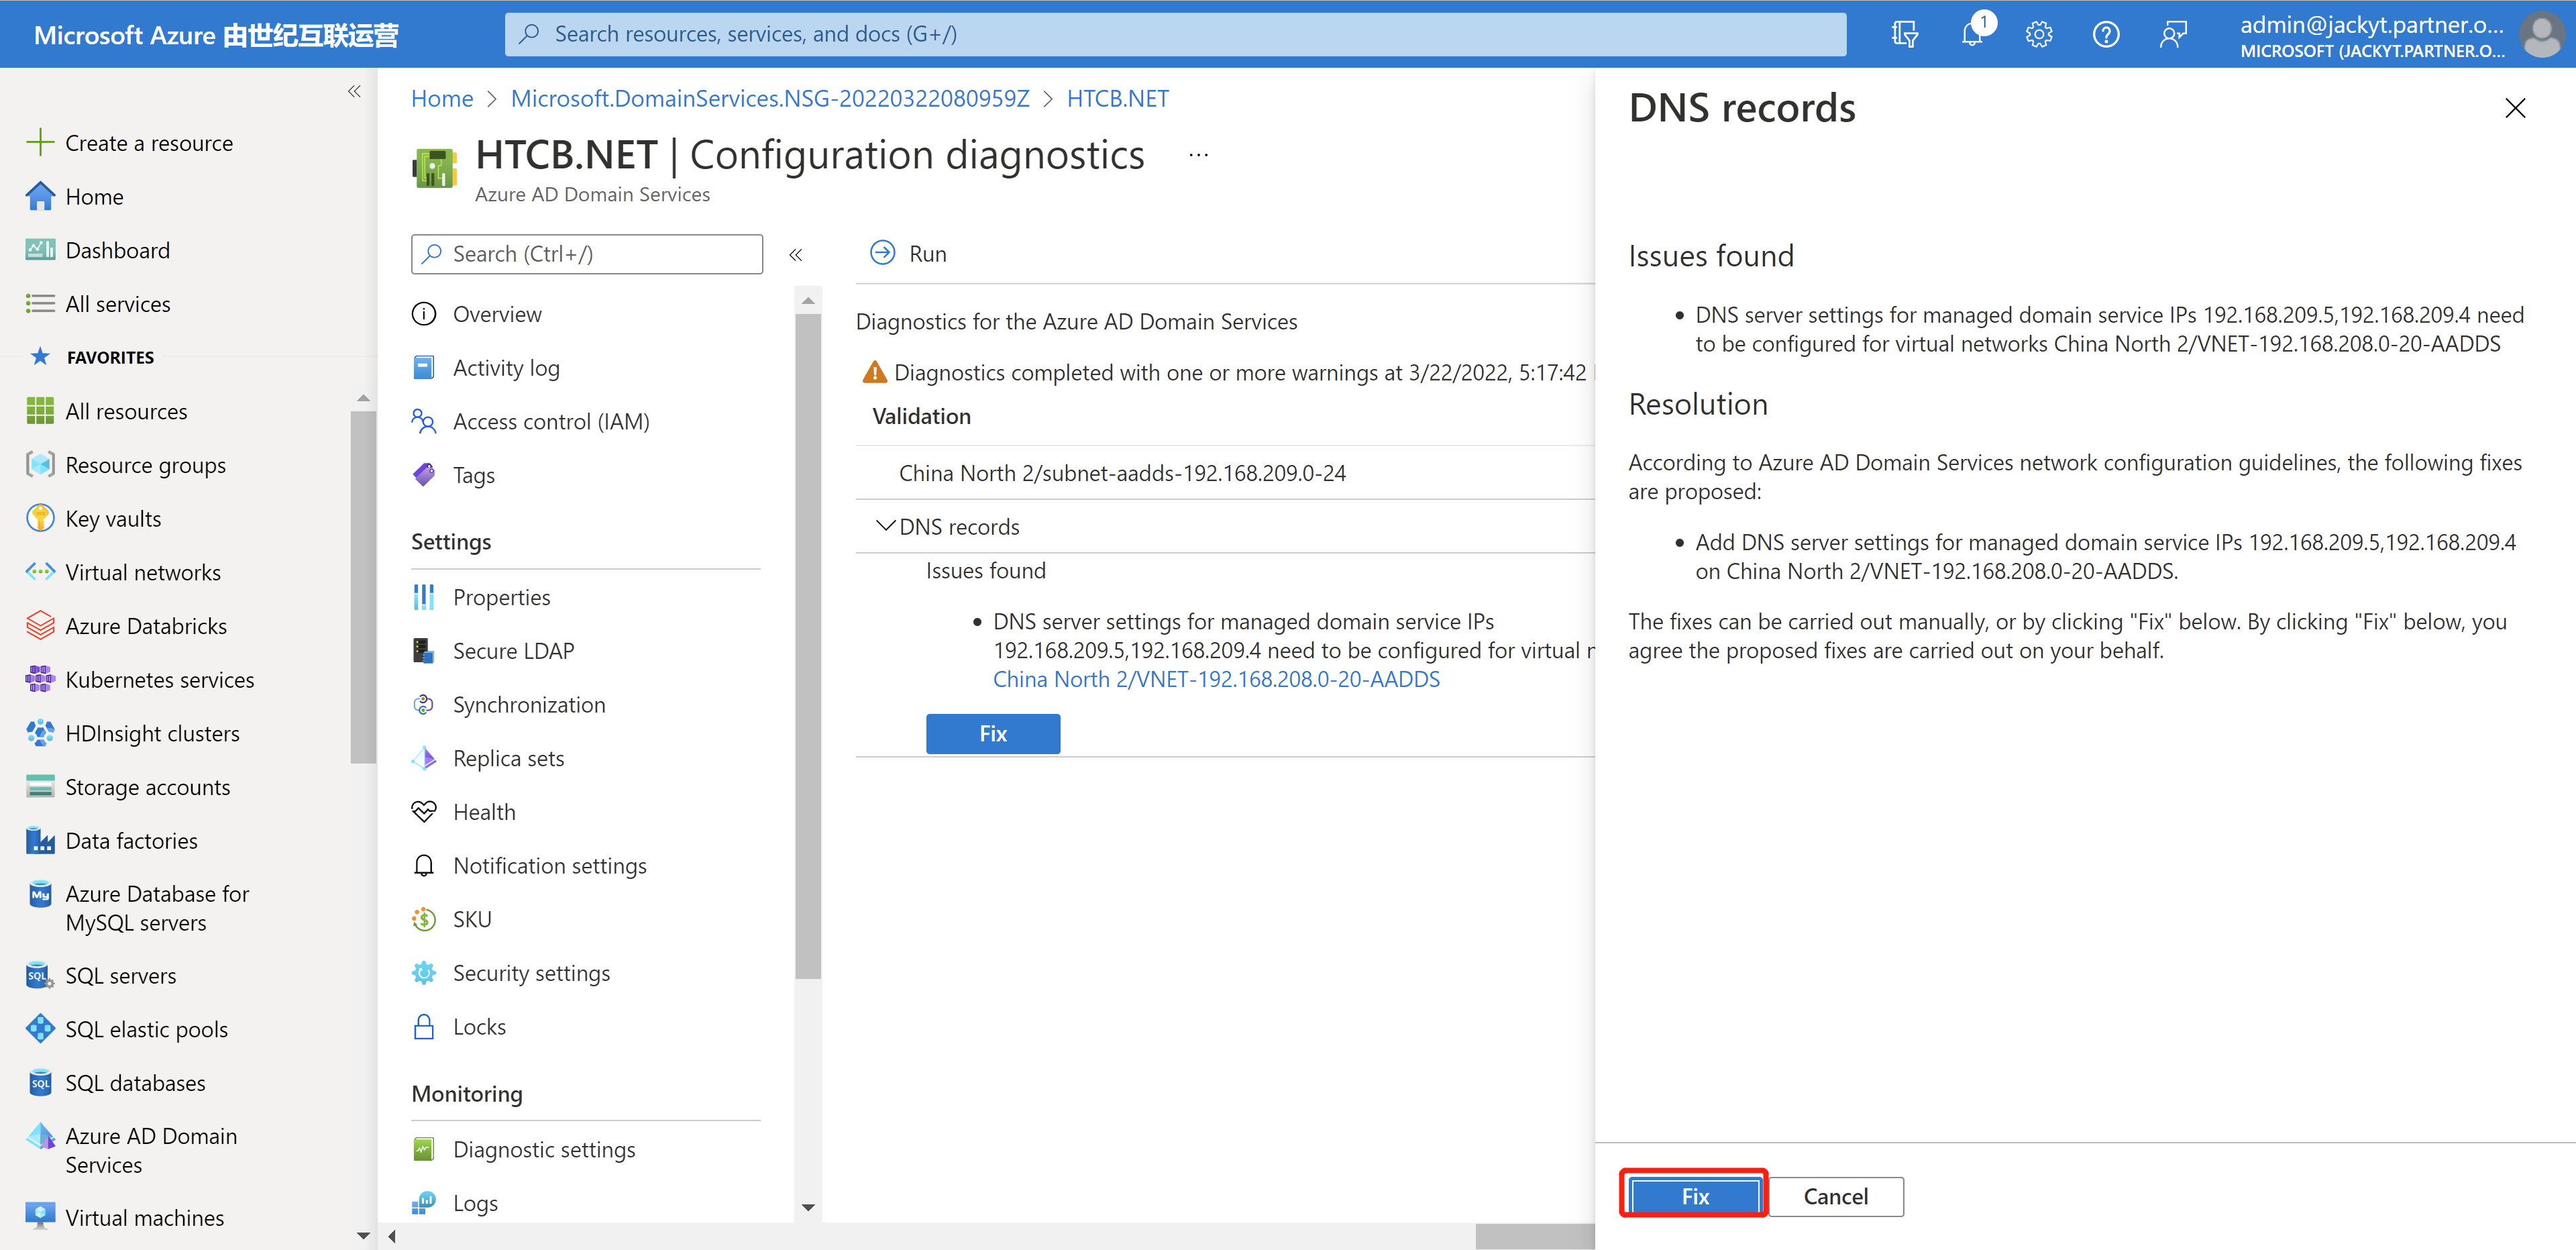 Microsoft Azure 由世纪互联运营
Search resources, services, and docs (G+/)
1
admin@jackyt.partner.o...
MICROSOFT (JACKYT.PARTNER.O...
Create a resource
Home
Dashboard
All services
FAVORITES
All resources
Resource groups
Key vaults
Virtual networks
Azure Databricks
Kubernetes services
HDInsight clusters
Storage accounts
Data factories
Azure Database for
MySQL servers
SQL servers
SQL elastic pools
SQL databases
Azure AD Domain
Services
Virtual machines
Home > Microsoft.DomainServices.NSG-20220322080959Z > HTCB.NET
HTCB.NET | Configuration diagnostics ...
Azure AD Domain Services
Search (Ctrl+/)
Overview
Activity log
Access control (IAM)
Tags
Settings
Properties
Secure LDAP
Synchronization
Replica sets
Health
Notification settings
SKU
Security settings
Locks
Monitoring
Diagnostic settings
Logs
Run
Diagnostics for the Azure AD Domain Services
Diagnostics completed with one or more warnings at 3/22/2022, 5:17:42
Validation
China North 2/subnet-aadds-192.168.209.0-24
DNS records
Issues found
• DNS server settings for managed domain service IPs
192.168.209.5,192.168.209.4 need to be configured for virtual
China North 2/VNET-192.168.208.0-20-AADDS
Fix
DNS records
Issues found
• DNS server settings for managed domain service IPs 192.168.209.5,192.168.209.4 need
to be configured for virtual networks China North 2/VNET-192.168.208.0-20-AADDS
Resolution
According to Azure AD Domain Services network configuration guidelines, the following fixes
are proposed:
• Add DNS server settings for managed domain service IPs 192.168.209.5,192.168.209.4
on China North 2/VNET-192.168.208.0-20-AADDS.
The fixes can be carried out manually, or by clicking "Fix" below. By clicking "Fix" below, you
agree the proposed fixes are carried out on your behalf.
Fix
Cancel